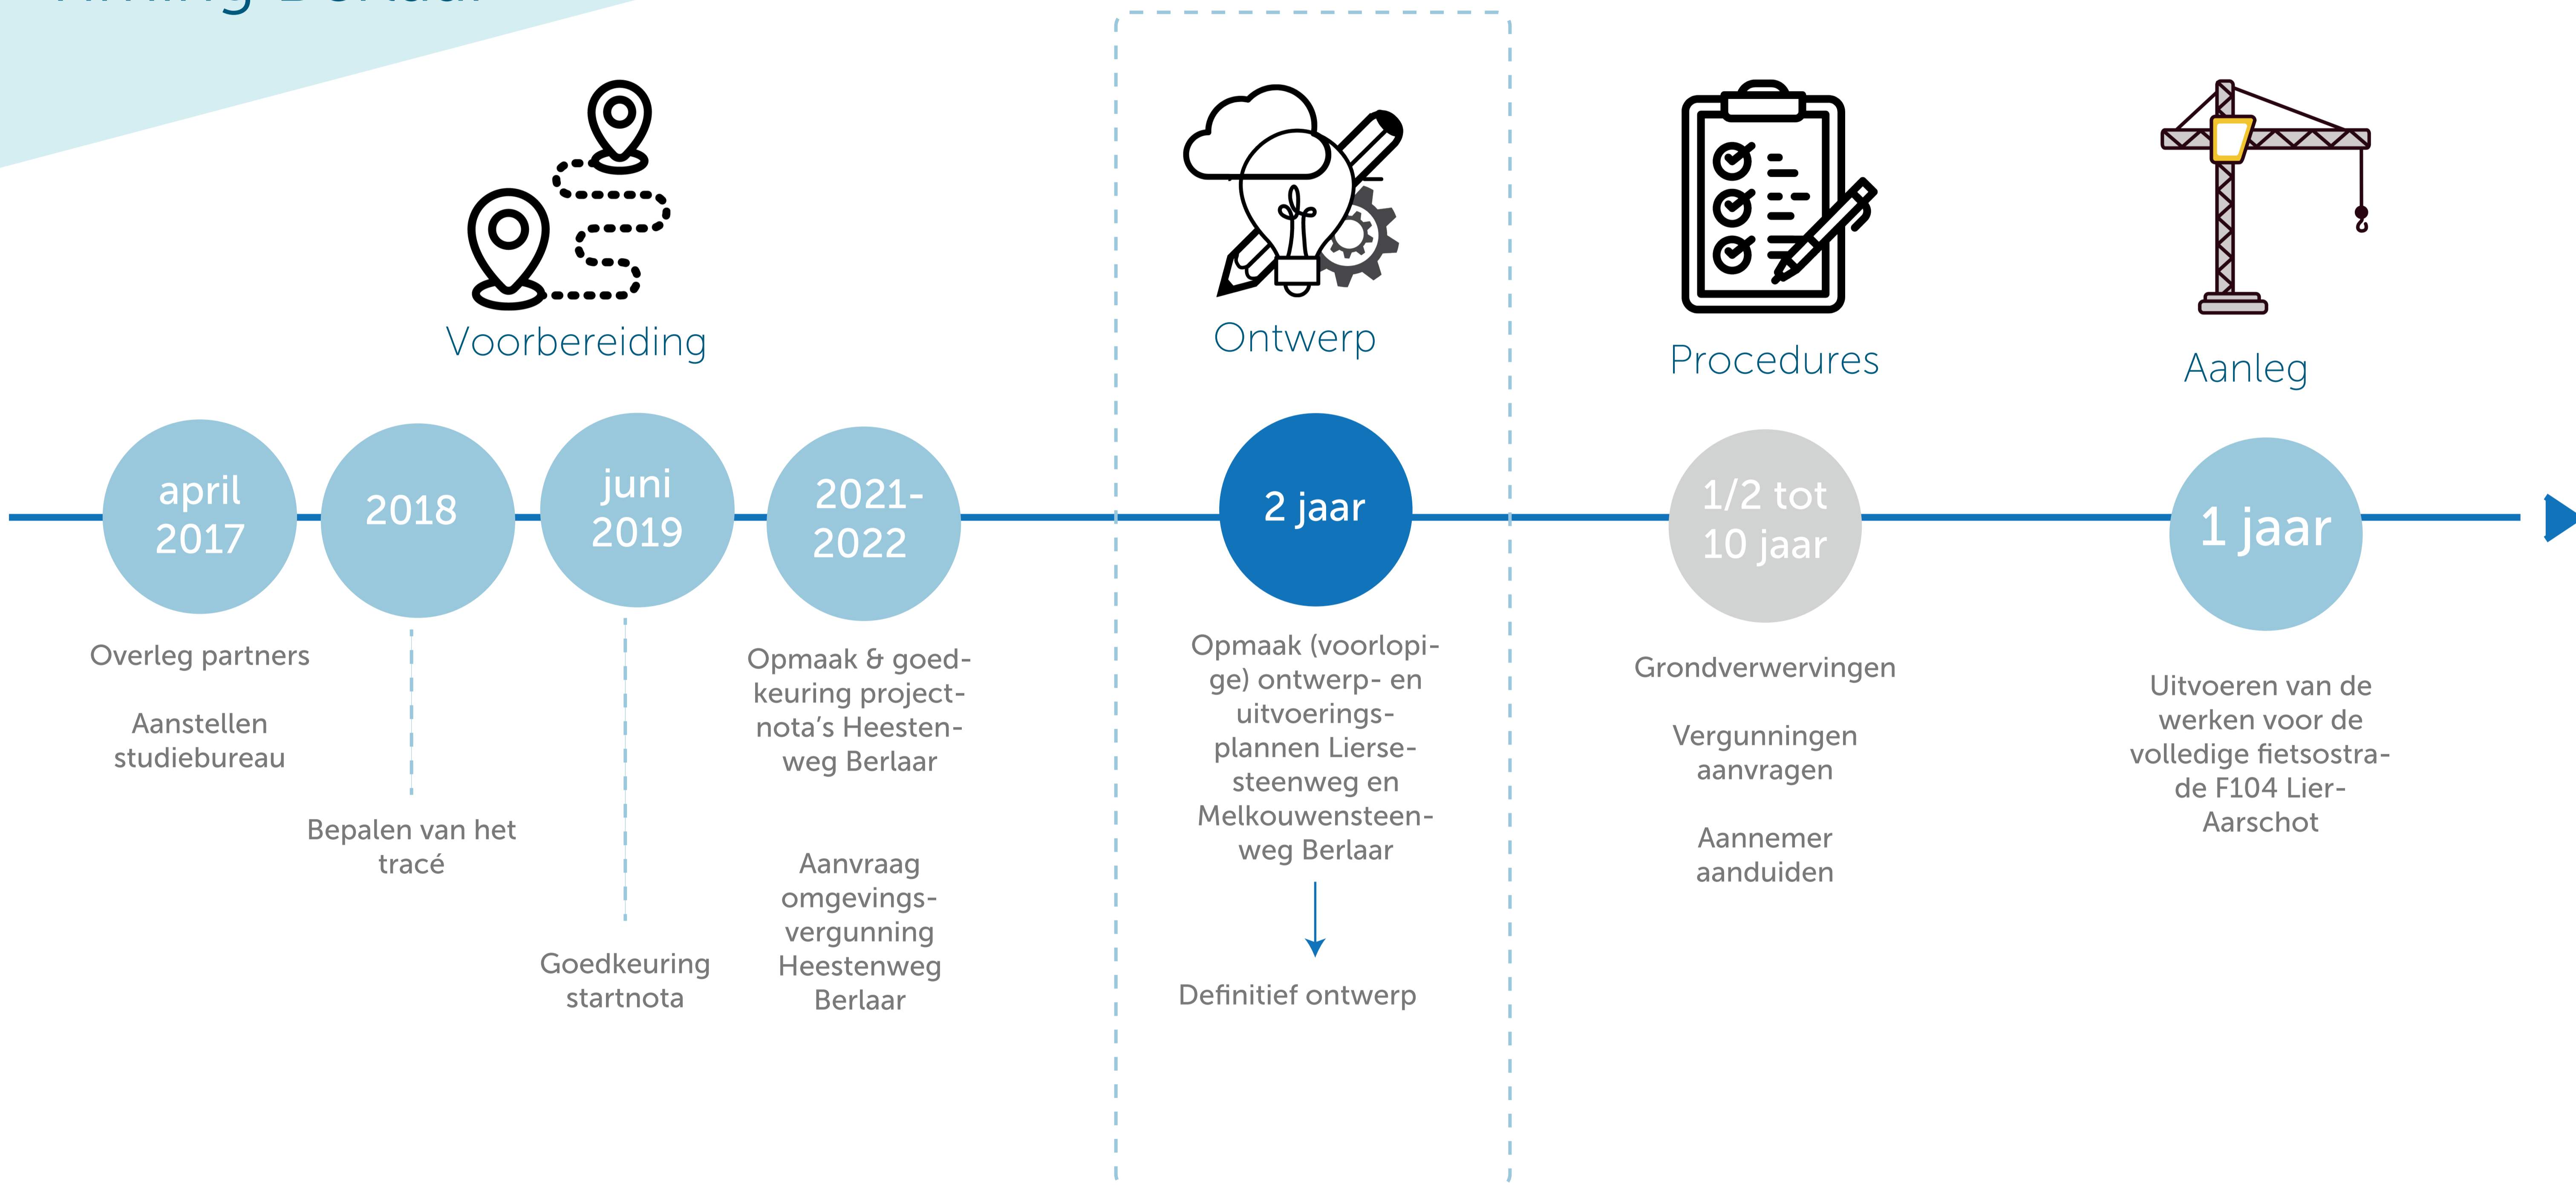 Timing Berlaar
Voorbereiding
Ontwerp
Procedures
Aanleg
april
2017
2018
juni
2019
2021-
2022
2 jaar
1/2 tot
10 jaar
1 jaar
Overleg partners
Aanstellen
studiebureau
Bepalen van het
tracé
Goedkeuring
startnota
Opmaak & goed-
keuring project-
nota's Heesten-
weg Berlaar
Aanvraag
omgevings-
vergunning
Heestenweg
Berlaar
Opmaak (voorlopi-
ge) ontwerp- en
uitvoerings-
plannen Lierse-
steenweg en
Melkouwensteen-
weg Berlaar
Definitief ontwerp
Grondverwervingen
Vergunningen
aanvragen
Aannemer
aanduiden
Uitvoeren van de
werken voor de
volledige fietsostra-
de F104 Lier-
Aarschot